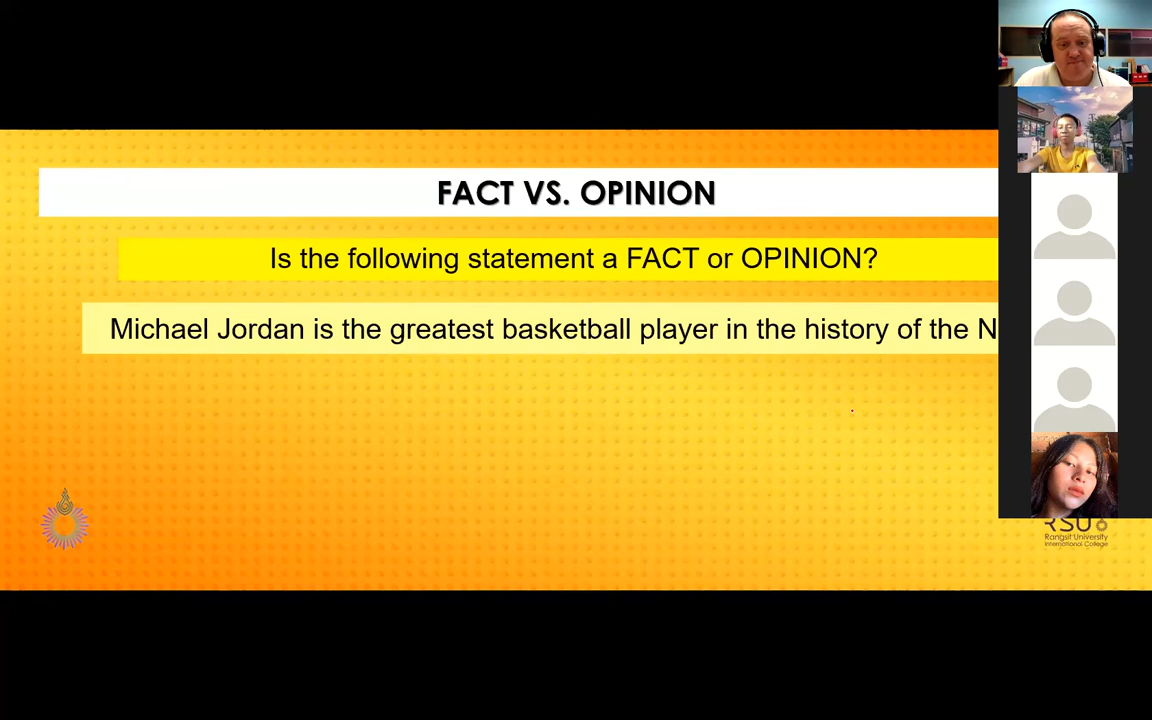 FACT VS. OPINION
Is the following statement a FACT or OPINION?
Michael Jordan is the greatest basketball player in the history of the N
RSU
Rangsit University
International College